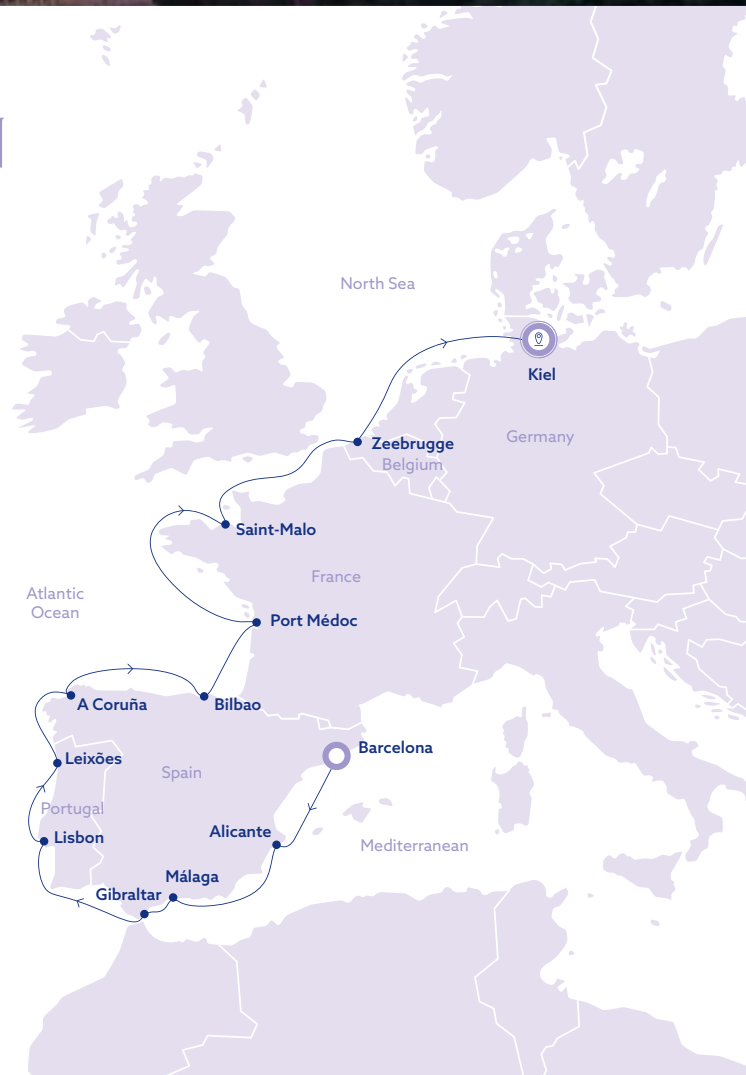 North Sea
Kiel
Germany
Zeebrugge
Belgium
Saint-Malo
France
Atlantic
Ocean
Port Médoc
A Coruña
Bilbao
Barcelona
Leixões
Spain
Portugal
Alicante
Lisbon
Mediterranean
Málaga
Gibraltar